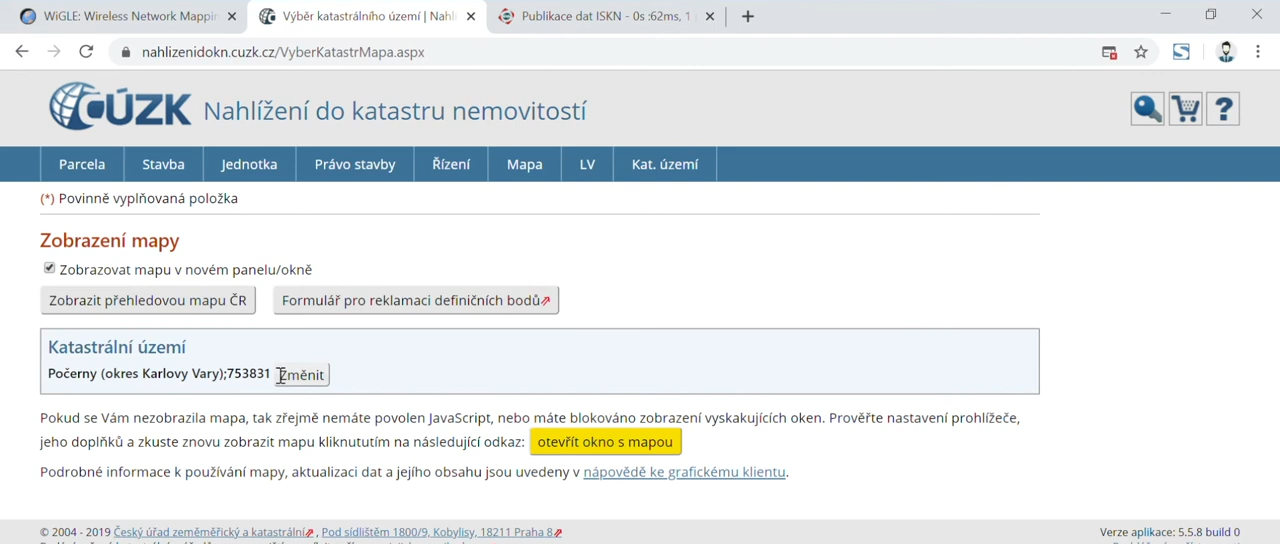 WiGLE: Wireless Network Mappin
Výběr katastrálního území | Nahlí
Publikace dat ISKN - 0s :62ms, 1
nahlizenidokn.cuzk.cz/VyberKatastrMapa.aspx
ČÚZK Nahlížení do katastru nemovitostí
Parcela Stavba Jednotka Právo stavby Řízení Mapa LV Kat. území
(*) Povinně vyplňovaná položka
Zobrazení mapy
Zobrazovat mapu v novém panelu/okně
Zobrazit přehledovou mapu ČR Formulář pro reklamaci definičních bodů
Katastrální území
Počerny (okres Karlovy Vary);753831 Změnit
Pokud se Vám nezobrazila mapa, tak zřejmě nemáte povolen JavaScript, nebo máte blokováno zobrazení vyskakujících oken. Prověřte nastavení prohlížeče,
jeho doplňků a zkuste znovu zobrazit mapu kliknututím na následující odkaz: otevřít okno s mapou
Podrobné informace k používání mapy, aktualizaci dat a jejího obsahu jsou uvedeny v nápovědě ke grafickému klientu.
© 2004 - 2019 Český úřad zeměměřický a katastrální, Pod sídlištěm 1800/9, Kobylisy, 18211 Praha 8
Verze aplikace: 5.5.8 build 0